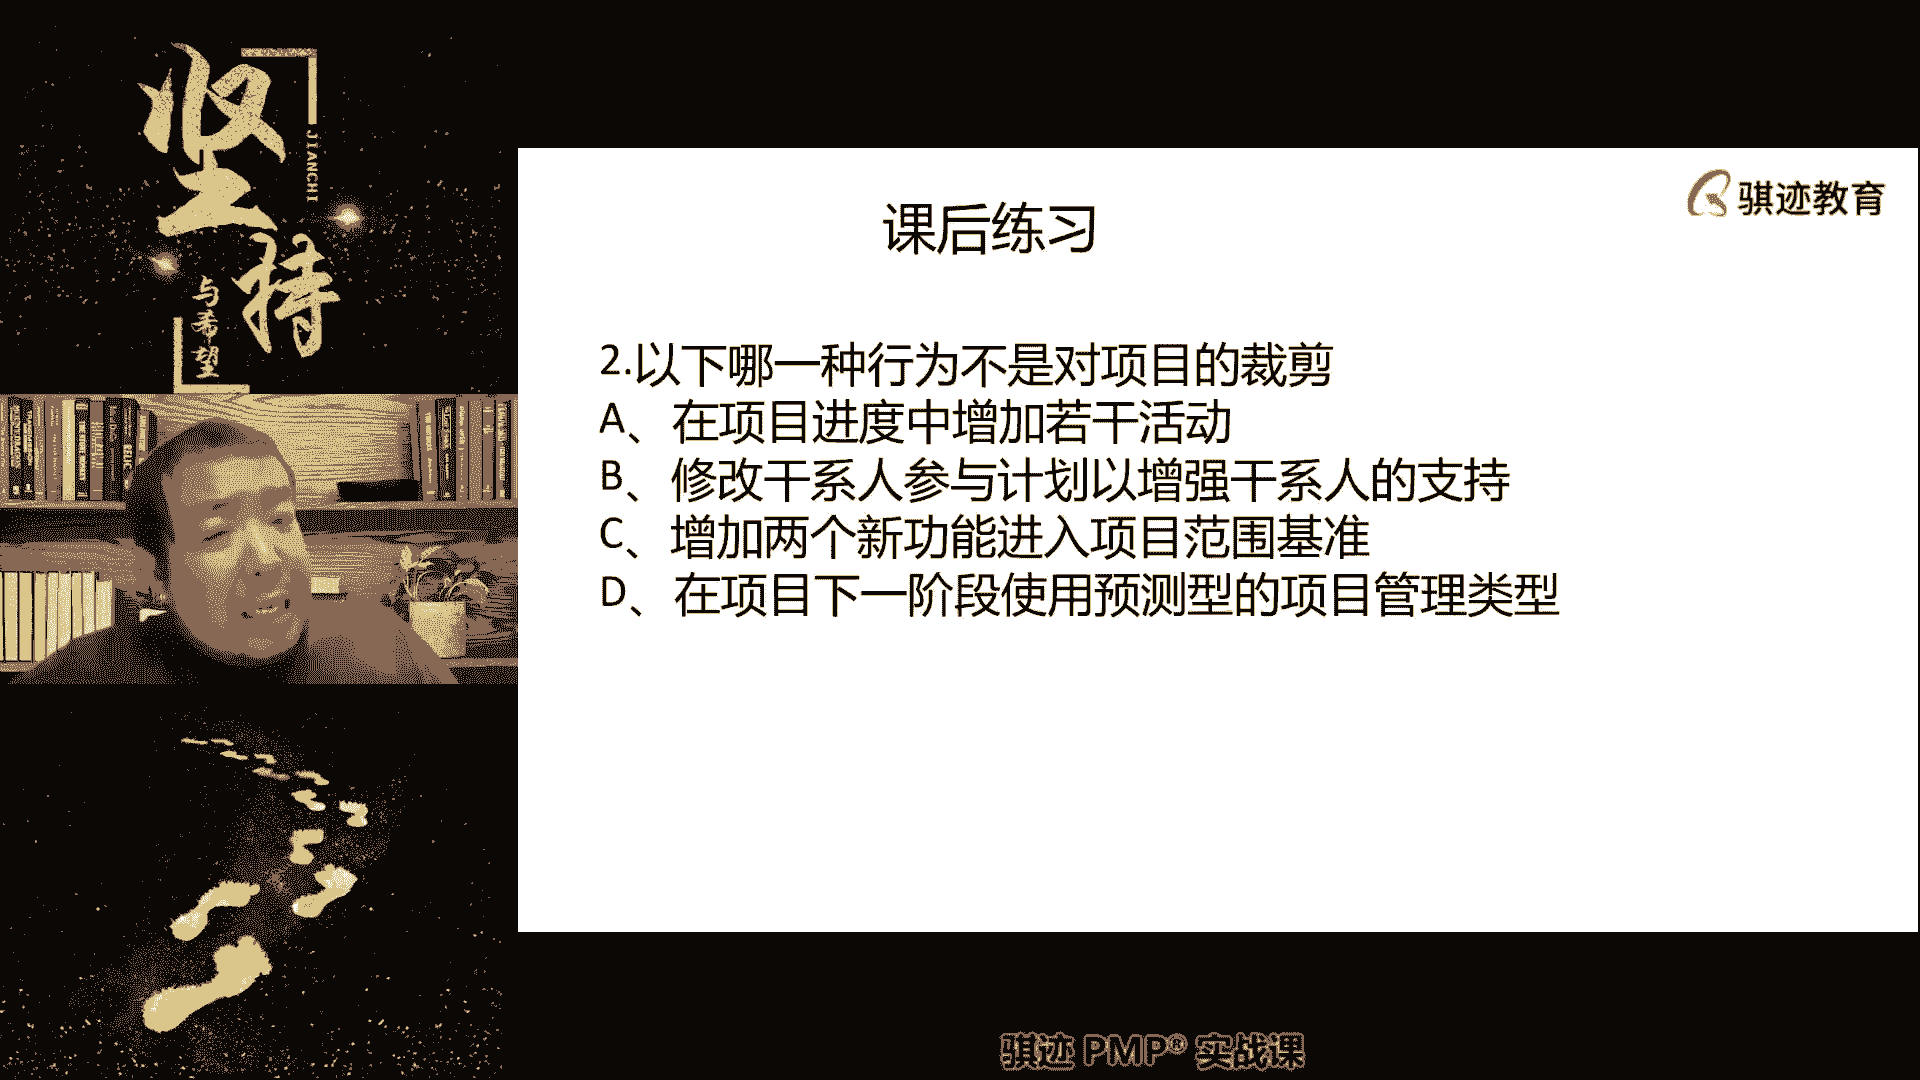 坚持
JIANCHI
与希望
骐迹教育
课后练习
2.以下哪一种行为不是对项目的裁剪
A、在项目进度中增加若干活动
B、修改干系人参与计划以增强干系人的支持
C、增加两个新功能进入项目范围基准
D、在项目下一阶段使用预测型的项目管理类型
骐迹 PMP® 实战课